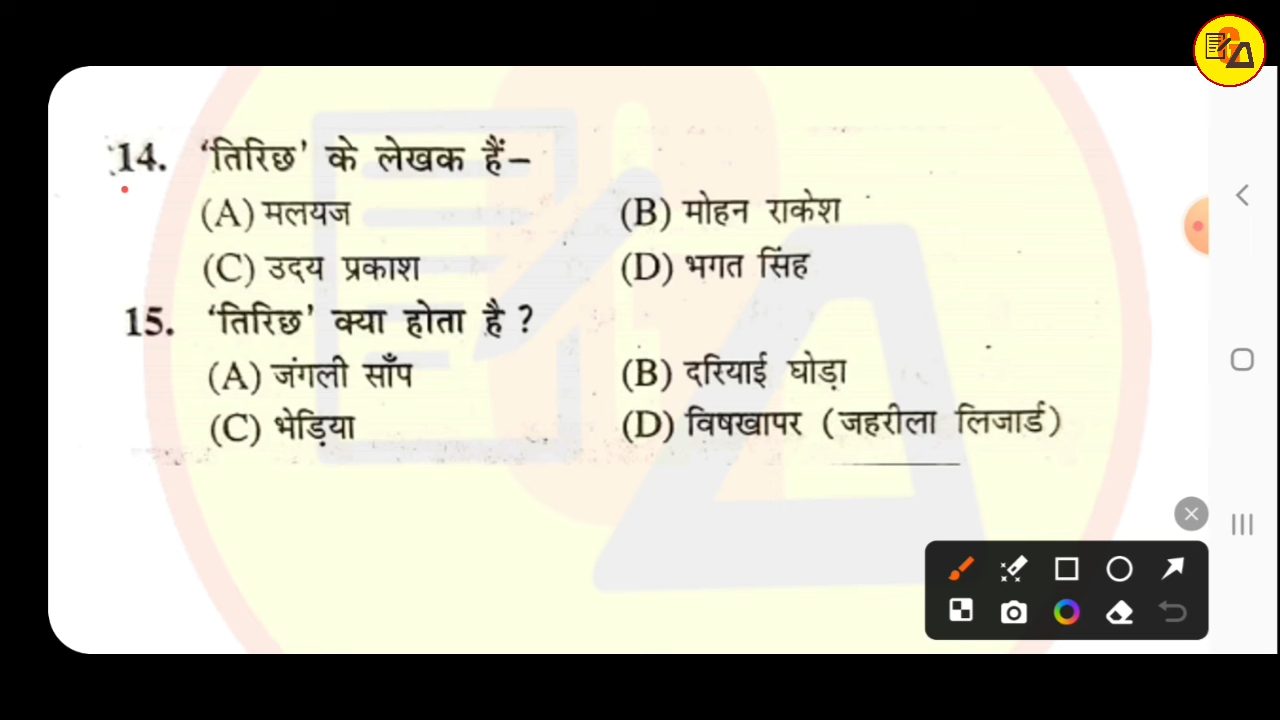 14. ‘तिरिछ’ के लेखक हैं–
(A) मलयज (B) मोहन राकेश
(C) उदय प्रकाश (D) भगत सिंह
15. ‘तिरिछ’ क्या होता है ?
(A) जंगली साँप (B) दरियाई घोड़ा
(C) भेड़िया (D) विषखापर (जहरीला लिजार्ड)